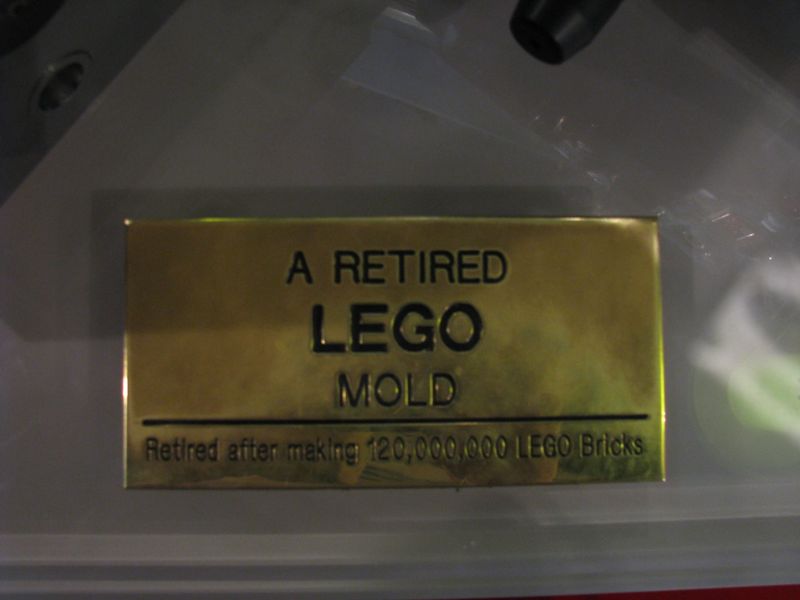 A RETIRED
LEGO
MOLD
Retired after making 120,000,000 LEGO Bricks